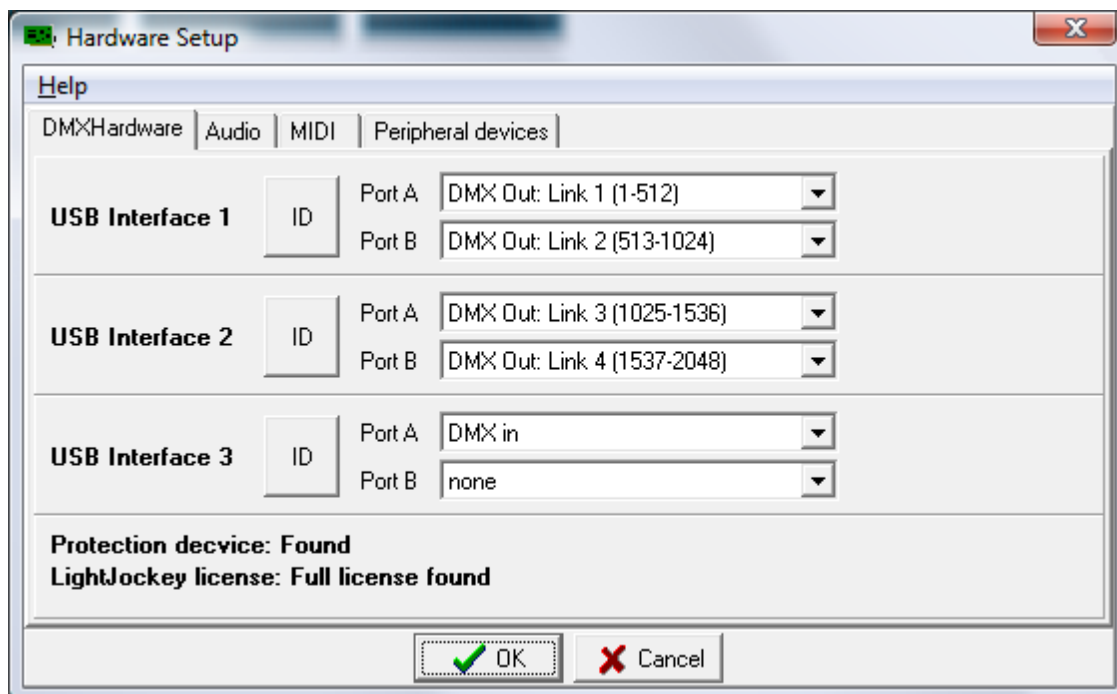 Hardware Setup
Help
DMXHardware Audio MIDI Peripheral devices
USB Interface 1 ID Port A DMX Out: Link 1 (1-512)
Port B DMX Out: Link 2 (513-1024)
USB Interface 2 ID Port A DMX Out: Link 3 (1025-1536)
Port B DMX Out: Link 4 (1537-2048)
USB Interface 3 ID Port A DMX in
Port B none
Protection decvice: Found
LightJockey license: Full license found
OK Cancel